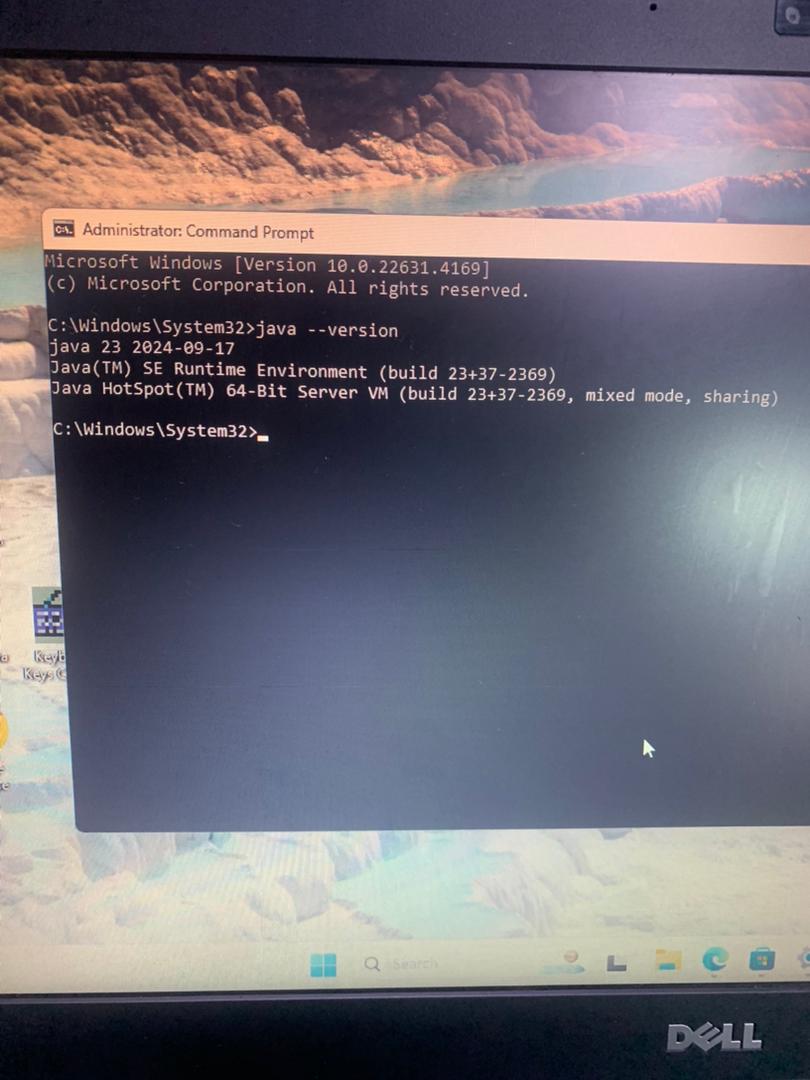 Administrator: Command Prompt
Microsoft Windows [Version 10.0.22631.4169]
(c) Microsoft Corporation. All rights reserved.
C:\Windows\System32>java --version
java 23 2024-09-17
Java(TM) SE Runtime Environment (build 23+37-2369)
Java HotSpot(TM) 64-Bit Server VM (build 23+37-2369, mixed mode, sharing)
C:\Windows\System32>
Keyb
Keys
Search
DELL